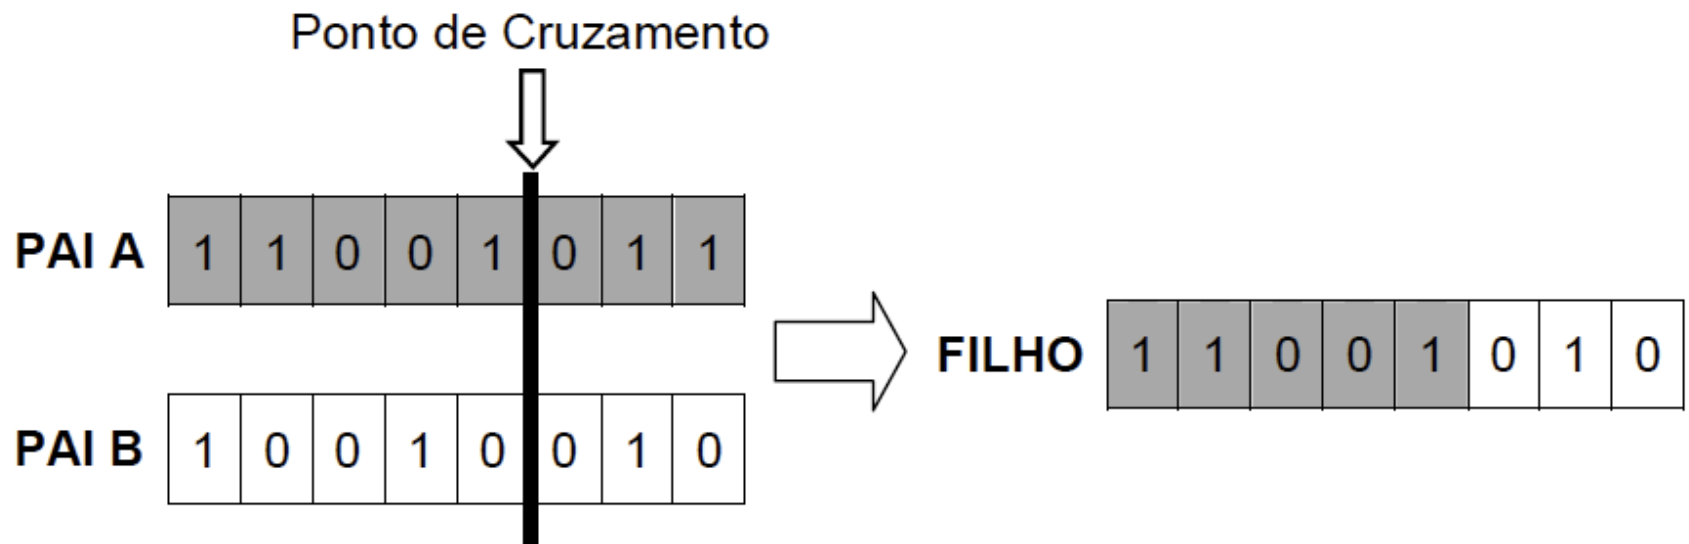 Ponto de Cruzamento
PAI A 1 1 0 0 1 0 1 1
FILHO 1 1 0 0 1 0 1 0
PAI B 1 0 0 1 0 0 1 0